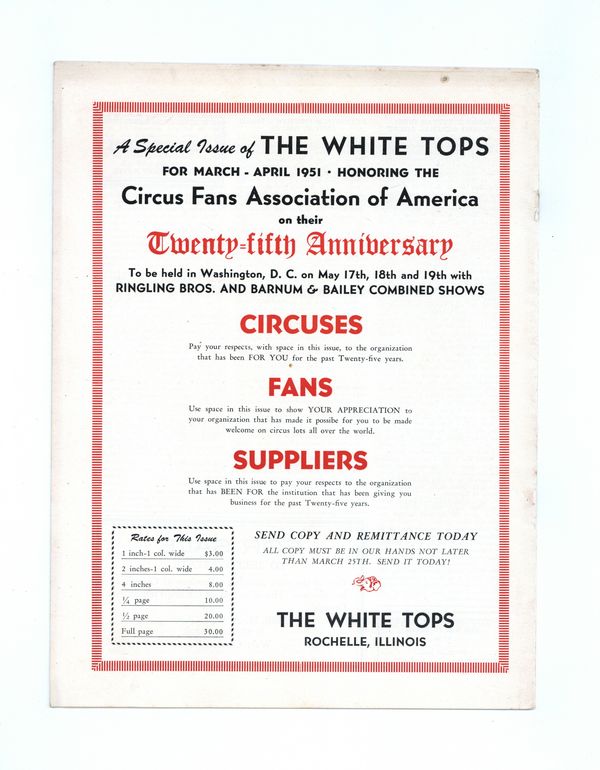 A Special Issue of THE WHITE TOPS
FOR MARCH - APRIL 1951 · HONORING THE
Circus Fans Association of America
on their
Twenty-fifth Anniversary
To be held in Washington, D. C. on May 17th, 18th and 19th with
RINGLING BROS. AND BARNUM & BAILEY COMBINED SHOWS
CIRCUSES
Pay your respects, with space in this issue, to the organization
that has been FOR YOU for the past Twenty-five years.
FANS
Use space in this issue to show YOUR APPRECIATION to
your organization that has made it possibe for you to be made
welcome on circus lots all over the world.
SUPPLIERS
Use space in this issue to pay your respects to the organization
that has BEEN FOR the institution that has been giving you
business for the past Twenty-five years.
Rates for This Issue
1 inch-1 col. wide $3.00
2 inches-1 col. wide 4.00
4 inches 8.00
¼ page 10.00
½ page 20.00
Full page 30.00
SEND COPY AND REMITTANCE TODAY
ALL COPY MUST BE IN OUR HANDS NOT LATER
THAN MARCH 25TH. SEND IT TODAY!
THE WHITE TOPS
ROCHELLE, ILLINOIS